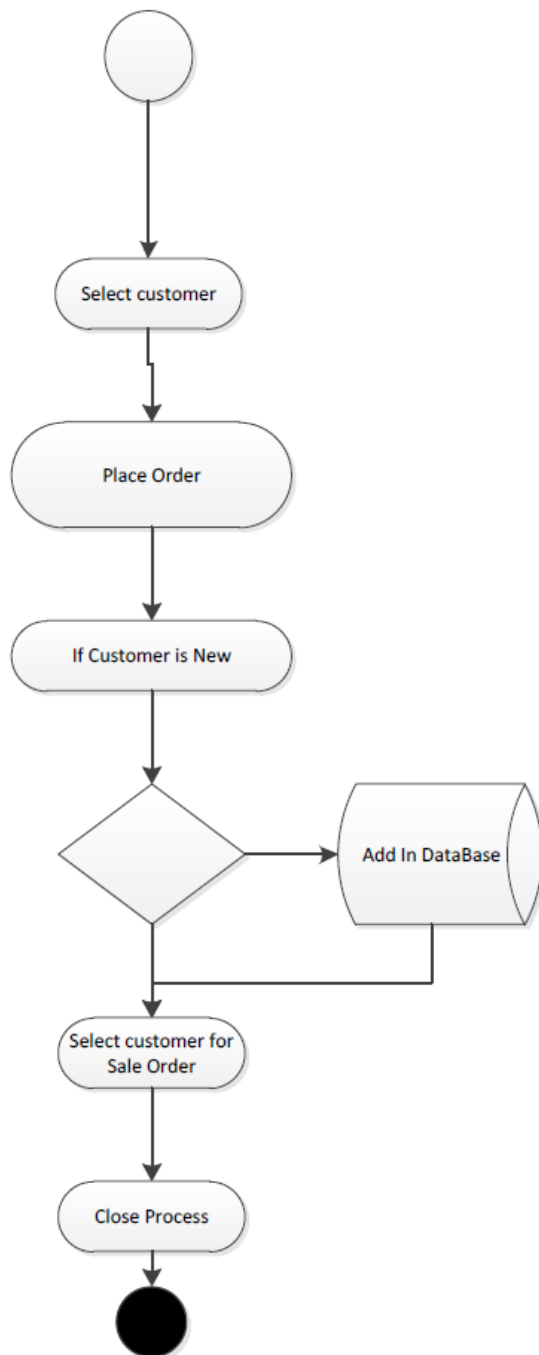 Select customer
Place Order
If Customer is New
Add In DataBase
Select customer for
Sale Order
Close Process